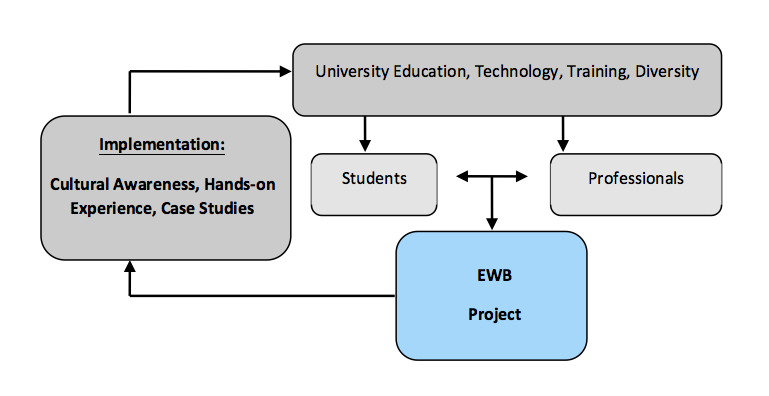 University Education, Technology, Training, Diversity
Implementation:
Cultural Awareness, Hands-on
Experience, Case Studies
Students
Professionals
EWB
Project